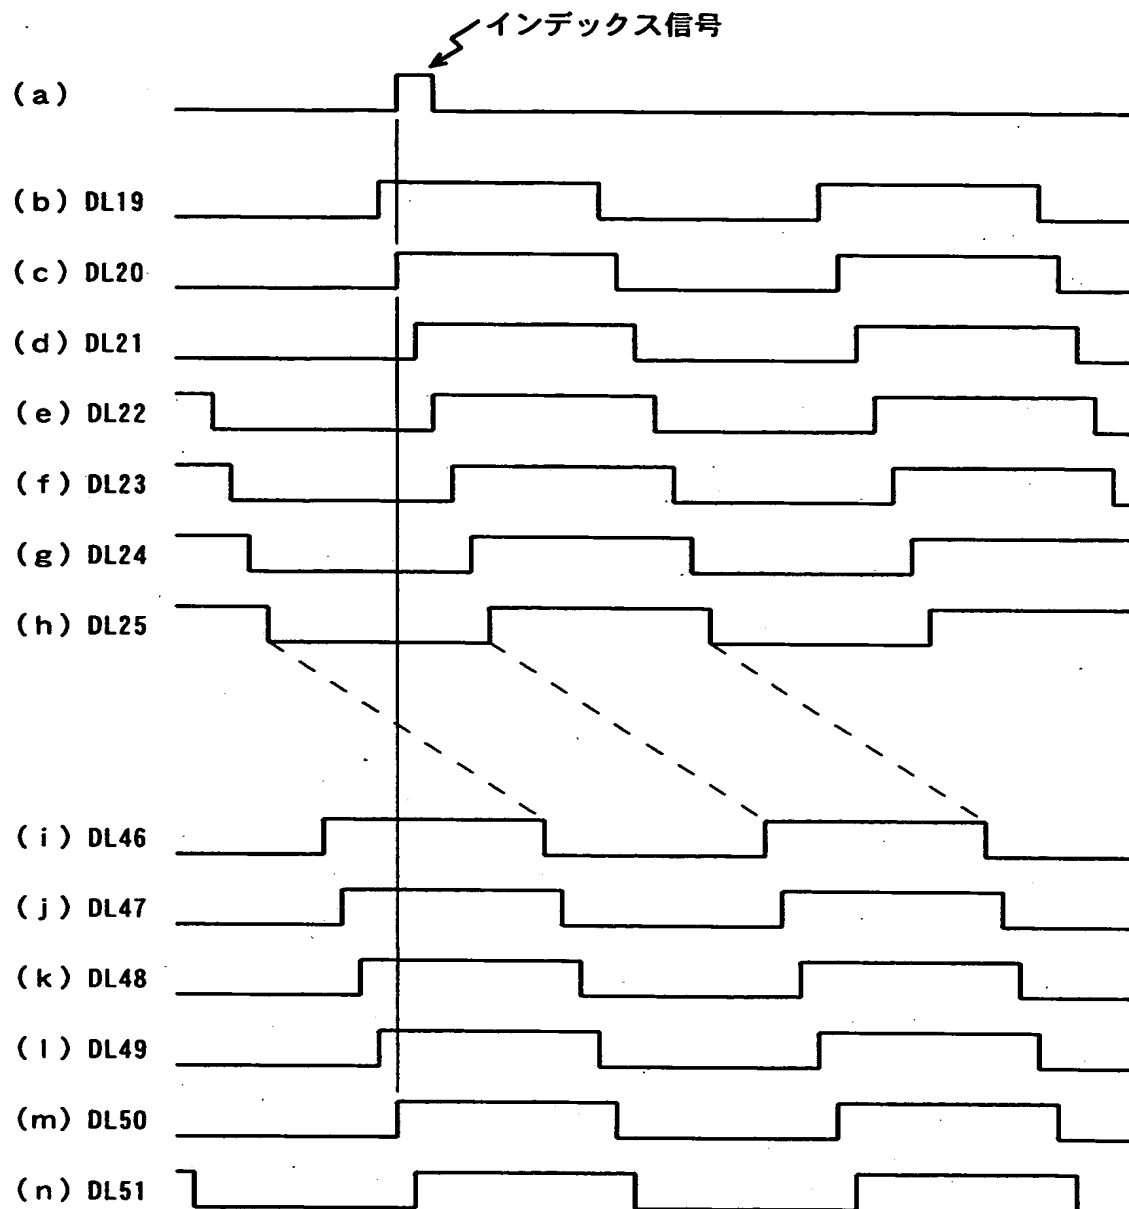 インデックス信号
(a)
(b) DL19
(c) DL20
(d) DL21
(e) DL22
(f) DL23
(g) DL24
(h) DL25
(i) DL46
(j) DL47
(k) DL48
(l) DL49
(m) DL50
(n) DL51